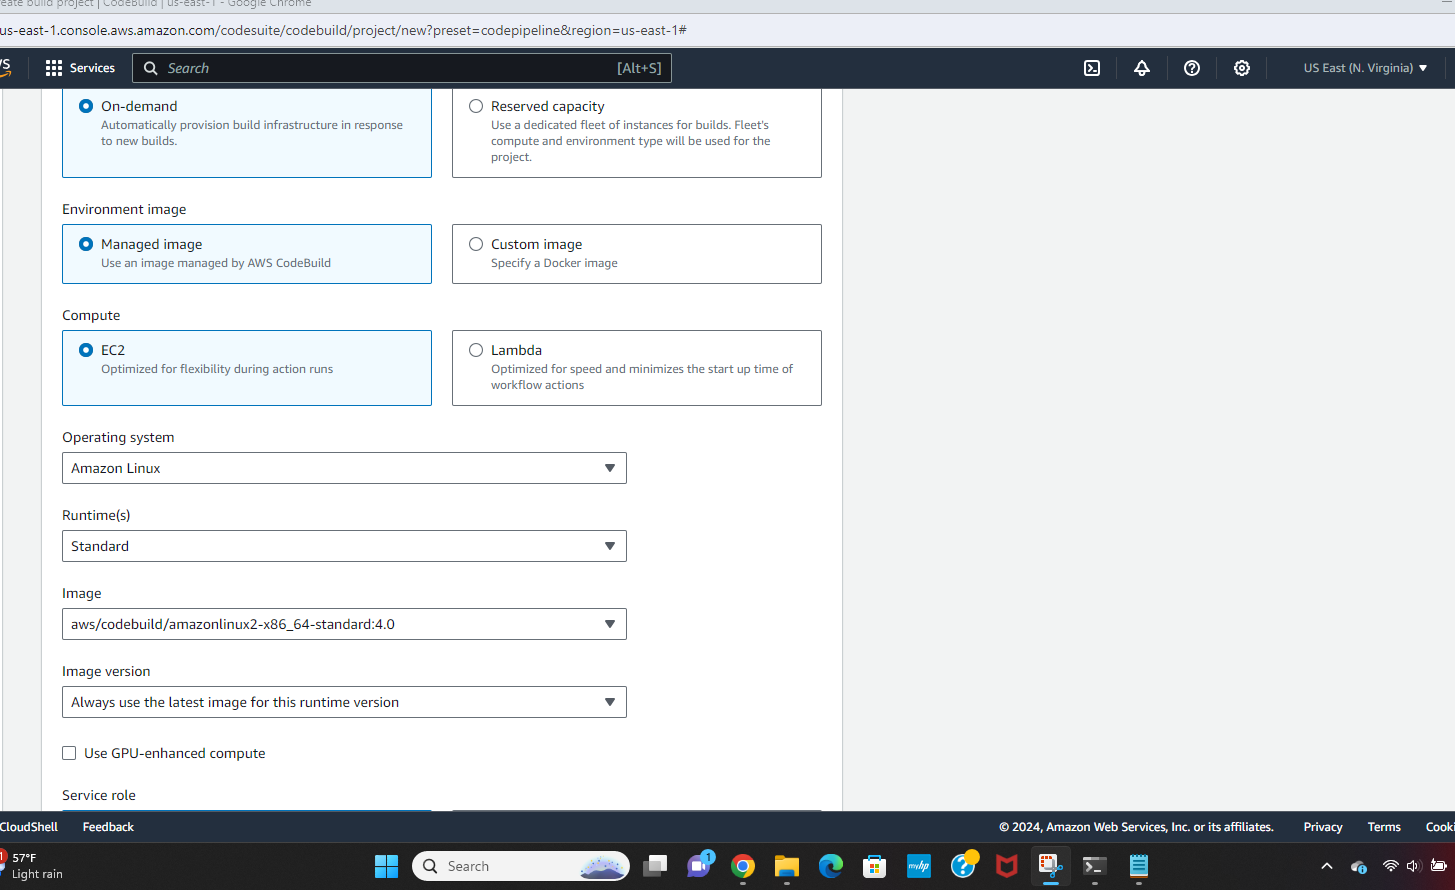 eate build project | CodeBuild | us-east-1 - Google Chrome
us-east-1.console.aws.amazon.com/codesuite/codebuild/project/new?preset=codepipeline&region=us-east-1#
Services
Search
[Alt+S]
US East (N. Virginia)
On-demand
Automatically provision build infrastructure in response
to new builds.
Reserved capacity
Use a dedicated fleet of instances for builds. Fleet's
compute and environment type will be used for the
project.
Environment image
Managed image
Use an image managed by AWS CodeBuild
Custom image
Specify a Docker image
Compute
EC2
Optimized for flexibility during action runs
Lambda
Optimized for speed and minimizes the start up time of
workflow actions
Operating system
Amazon Linux
Runtime(s)
Standard
Image
aws/codebuild/amazonlinux2-x86_64-standard:4.0
Image version
Always use the latest image for this runtime version
Use GPU-enhanced compute
Service role
CloudShell
Feedback
© 2024, Amazon Web Services, Inc. or its affiliates.
Privacy
Terms
Cooki
1
57°F
Light rain
Search
1
myhp